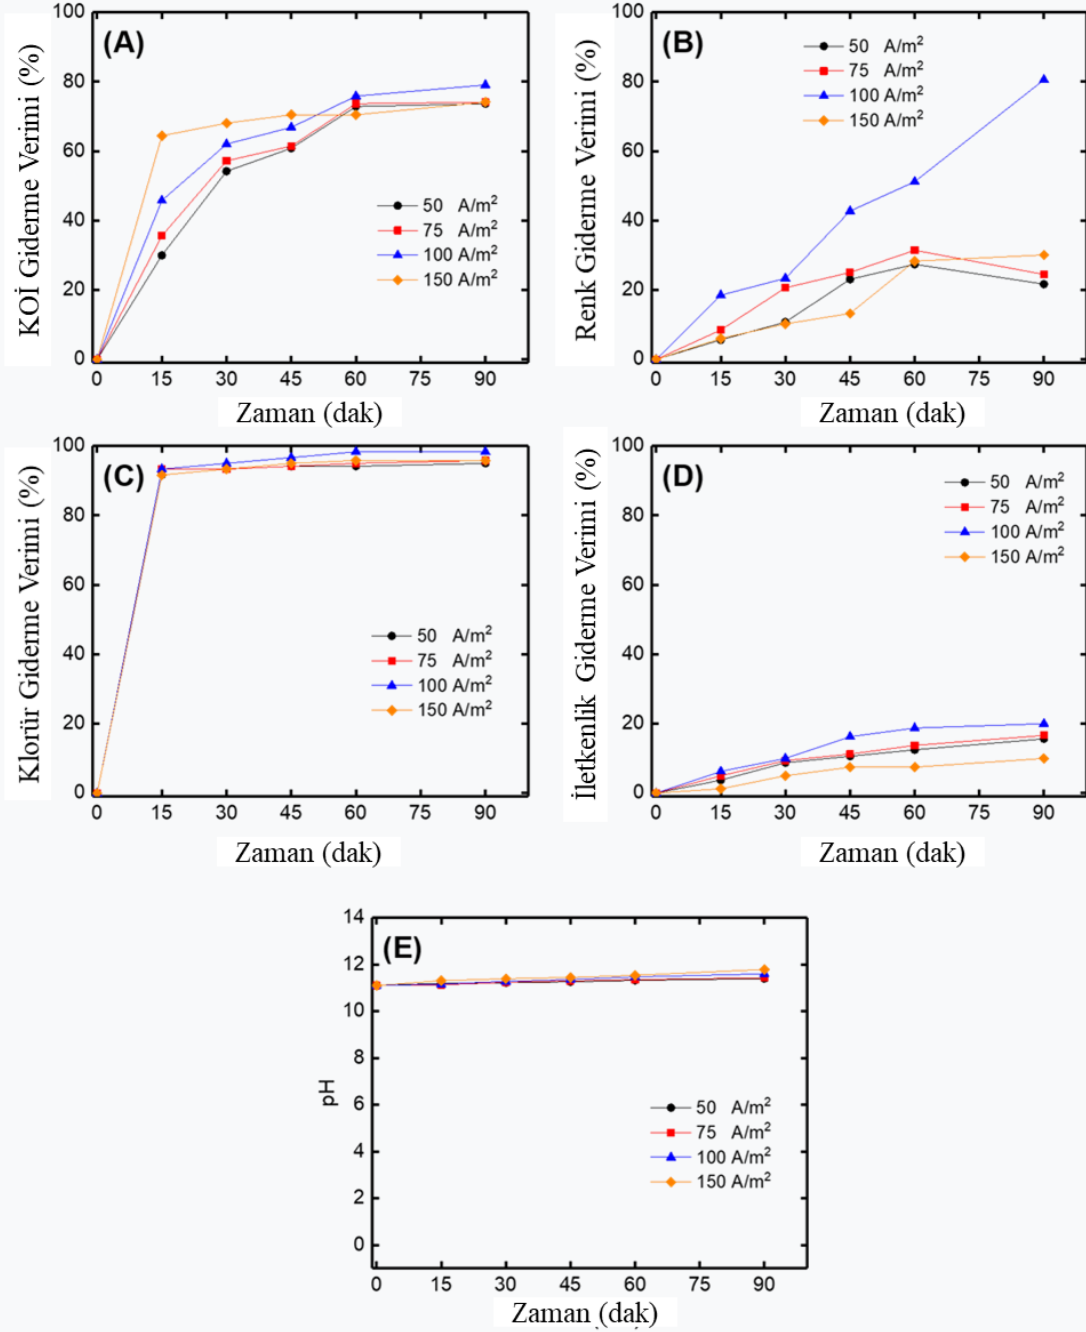 KOİ Giderme Verimi (%)
100
80
60
40
20
0
(A)
50 A/m²
75 A/m²
100 A/m²
150 A/m²
0 15 30 45 60 75 90
Zaman (dak)
Renk Giderme Verimi (%)
100
80
60
40
20
0
(B)
50 A/m²
75 A/m²
100 A/m²
150 A/m²
0 15 30 45 60 75 90
Zaman (dak)
Klorür Giderme Verimi (%)
100
80
60
40
20
0
(C)
50 A/m²
75 A/m²
100 A/m²
150 A/m²
0 15 30 45 60 75 90
Zaman (dak)
İletkenlik Giderme Verimi (%)
100
80
60
40
20
0
(D)
50 A/m²
75 A/m²
100 A/m²
150 A/m²
0 15 30 45 60 75 90
Zaman (dak)
pH
14
12
10
8
6
4
2
0
(E)
50 A/m²
75 A/m²
100 A/m²
150 A/m²
0 15 30 45 60 75 90
Zaman (dak)